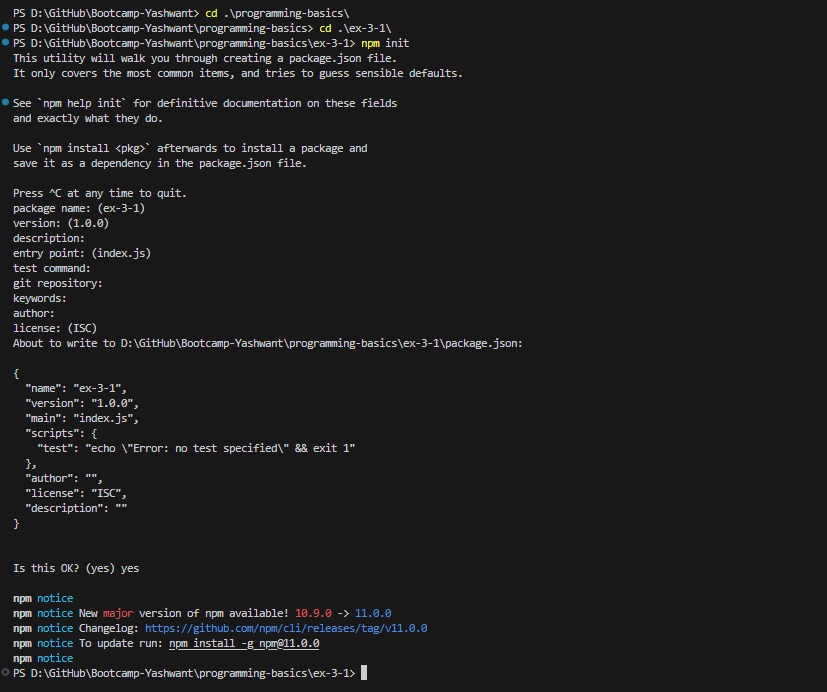 PS D:\GitHub\Bootcamp-Yashwant> cd .\programming-basics\
PS D:\GitHub\Bootcamp-Yashwant\programming-basics> cd .\ex-3-1\
PS D:\GitHub\Bootcamp-Yashwant\programming-basics\ex-3-1> npm init
This utility will walk you through creating a package.json file.
It only covers the most common items, and tries to guess sensible defaults.
See `npm help init` for definitive documentation on these fields
and exactly what they do.
Use `npm install <pkg>` afterwards to install a package and
save it as a dependency in the package.json file.
Press ^C at any time to quit.
package name: (ex-3-1)
version: (1.0.0)
description:
entry point: (index.js)
test command:
git repository:
keywords:
author:
license: (ISC)
About to write to D:\GitHub\Bootcamp-Yashwant\programming-basics\ex-3-1\package.json:
{
  "name": "ex-3-1",
  "version": "1.0.0",
  "main": "index.js",
  "scripts": {
    "test": "echo \"Error: no test specified\" && exit 1"
  },
  "author": "",
  "license": "ISC",
  "description": ""
}
Is this OK? (yes) yes
npm notice
npm notice New major version of npm available! 10.9.0 -> 11.0.0
npm notice Changelog: https://github.com/npm/cli/releases/tag/v11.0.0
npm notice To update run: npm install -g npm@11.0.0
npm notice
PS D:\GitHub\Bootcamp-Yashwant\programming-basics\ex-3-1>